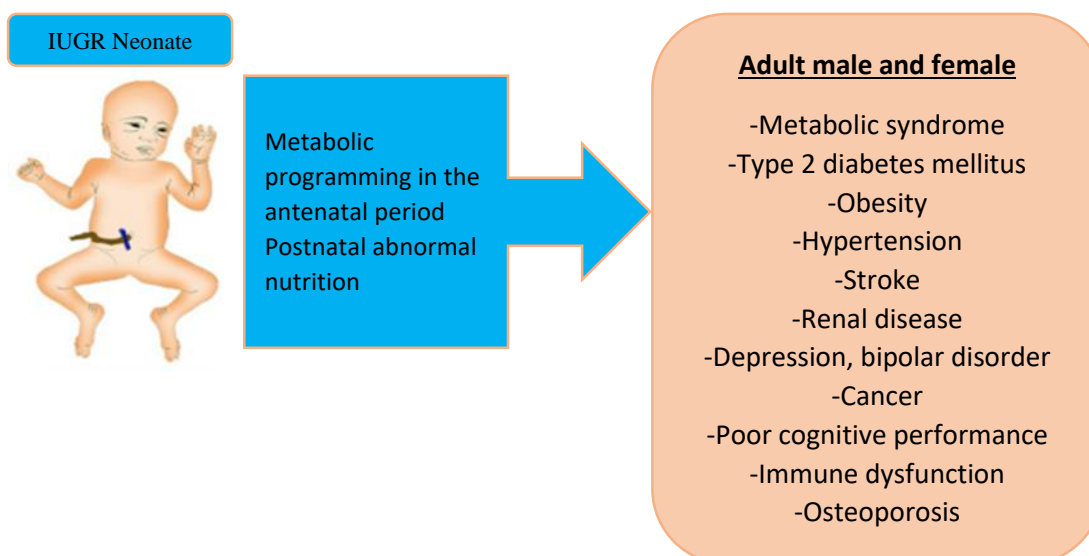 IUGR Neonate
Metabolic
programming in the
antenatal period
Postnatal abnormal
nutrition
Adult male and female
-Metabolic syndrome
-Type 2 diabetes mellitus
-Obesity
-Hypertension
-Stroke
-Renal disease
-Depression, bipolar disorder
-Cancer
-Poor cognitive performance
-Immune dysfunction
-Osteoporosis